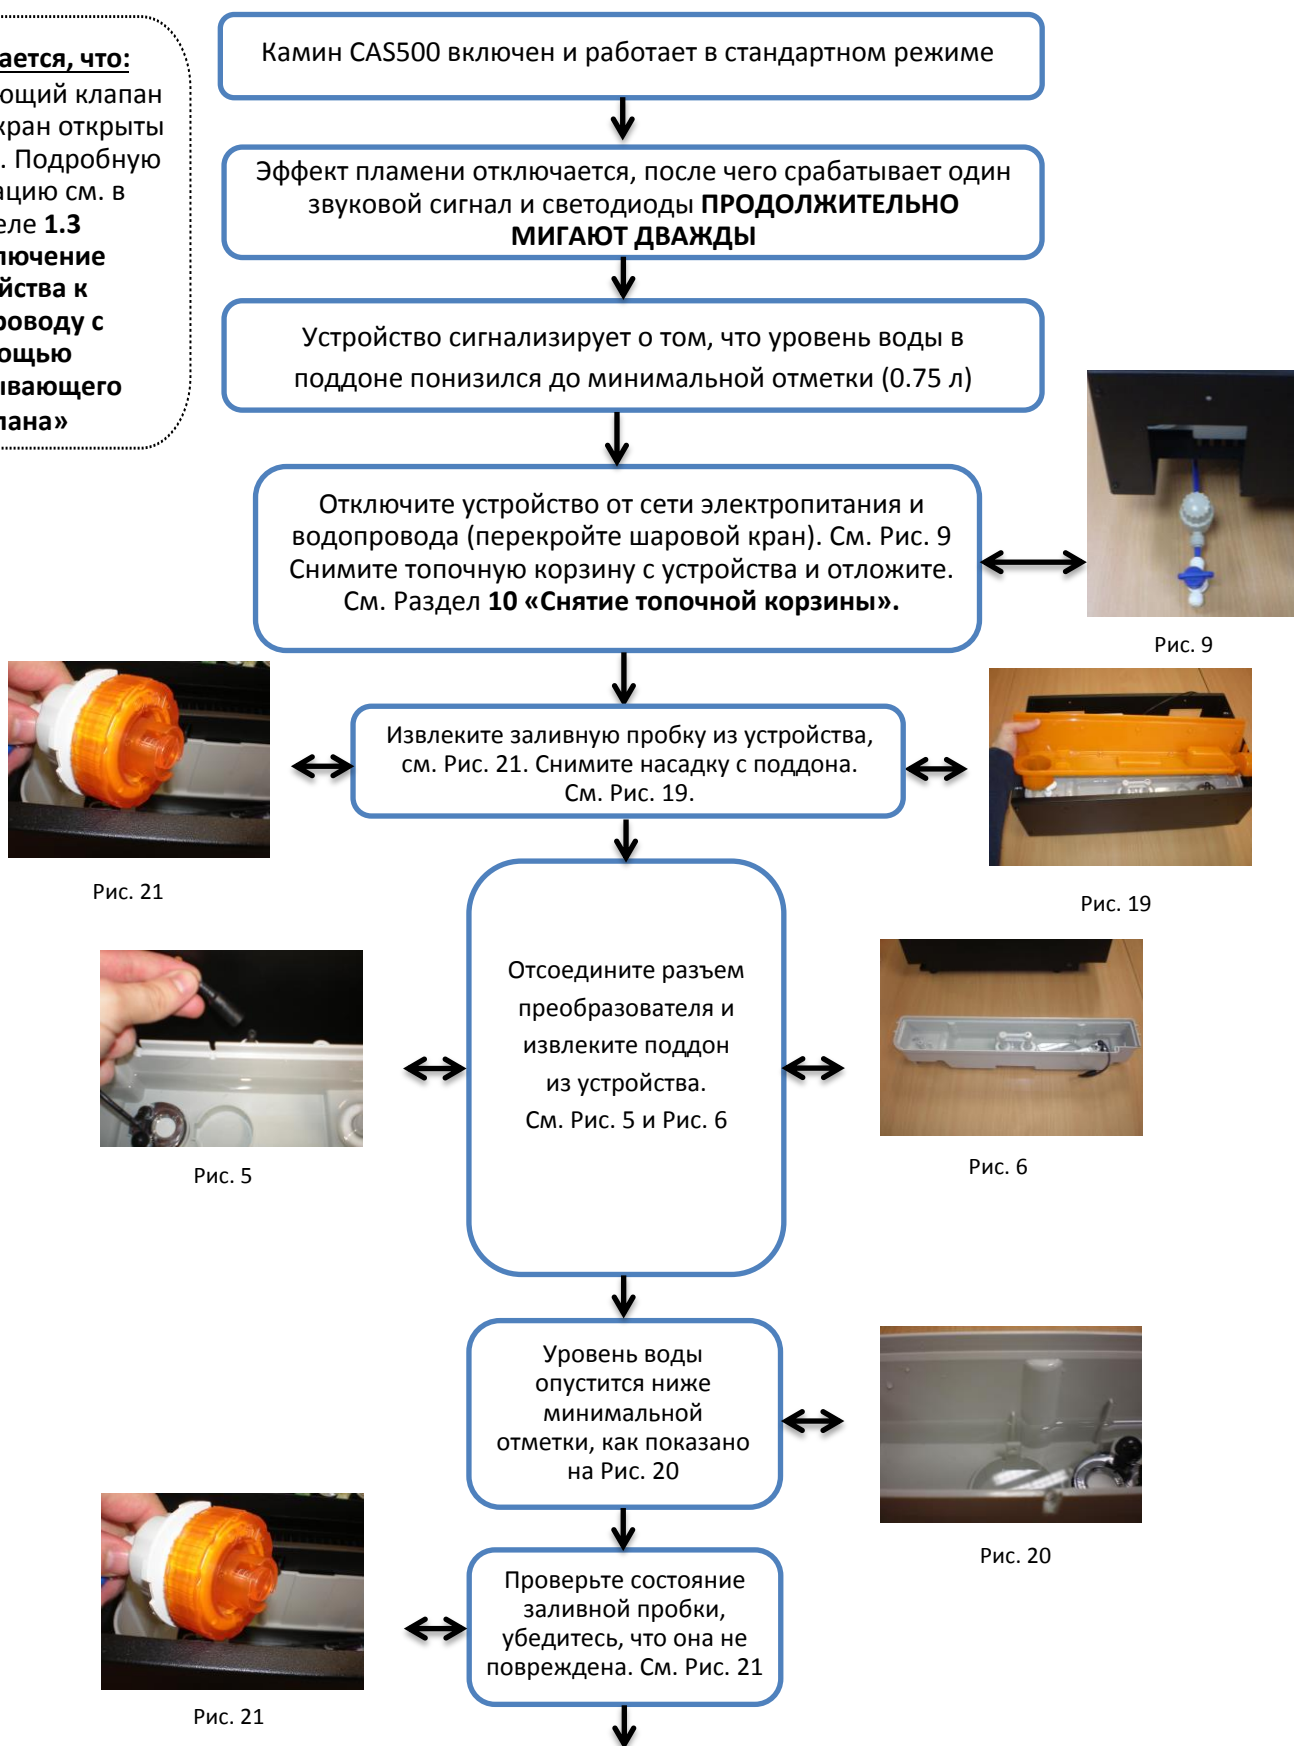 ается, что:
ющий клапан
кран открыты
. Подробную
ацию см. в
еле 1.3
лючение
йства к
роводу с
ощью
ывающего
пана»
Камин CAS500 включен и работает в стандартном режиме
Эффект пламени отключается, после чего срабатывает один
звуковой сигнал и светодиоды ПРОДОЛЖИТЕЛЬНО
МИГАЮТ ДВАЖДЫ
Устройство сигнализирует о том, что уровень воды в
поддоне понизился до минимальной отметки (0.75 л)
Отключите устройство от сети электропитания и
водопровода (перекройте шаровой кран). См. Рис. 9
Снимите топочную корзину с устройства и отложите.
См. Раздел 10 «Снятие топочной корзины».
Рис. 9
Извлеките заливную пробку из устройства,
см. Рис. 21. Снимите насадку с поддона.
См. Рис. 19.
Рис. 21
Рис. 19
Отсоедините разъем
преобразователя и
извлеките поддон
из устройства.
См. Рис. 5 и Рис. 6
Рис. 5
Рис. 6
Уровень воды
опустится ниже
минимальной
отметки, как показано
на Рис. 20
Рис. 20
Проверьте состояние
заливной пробки,
убедитесь, что она не
повреждена. См. Рис. 21
Рис. 21